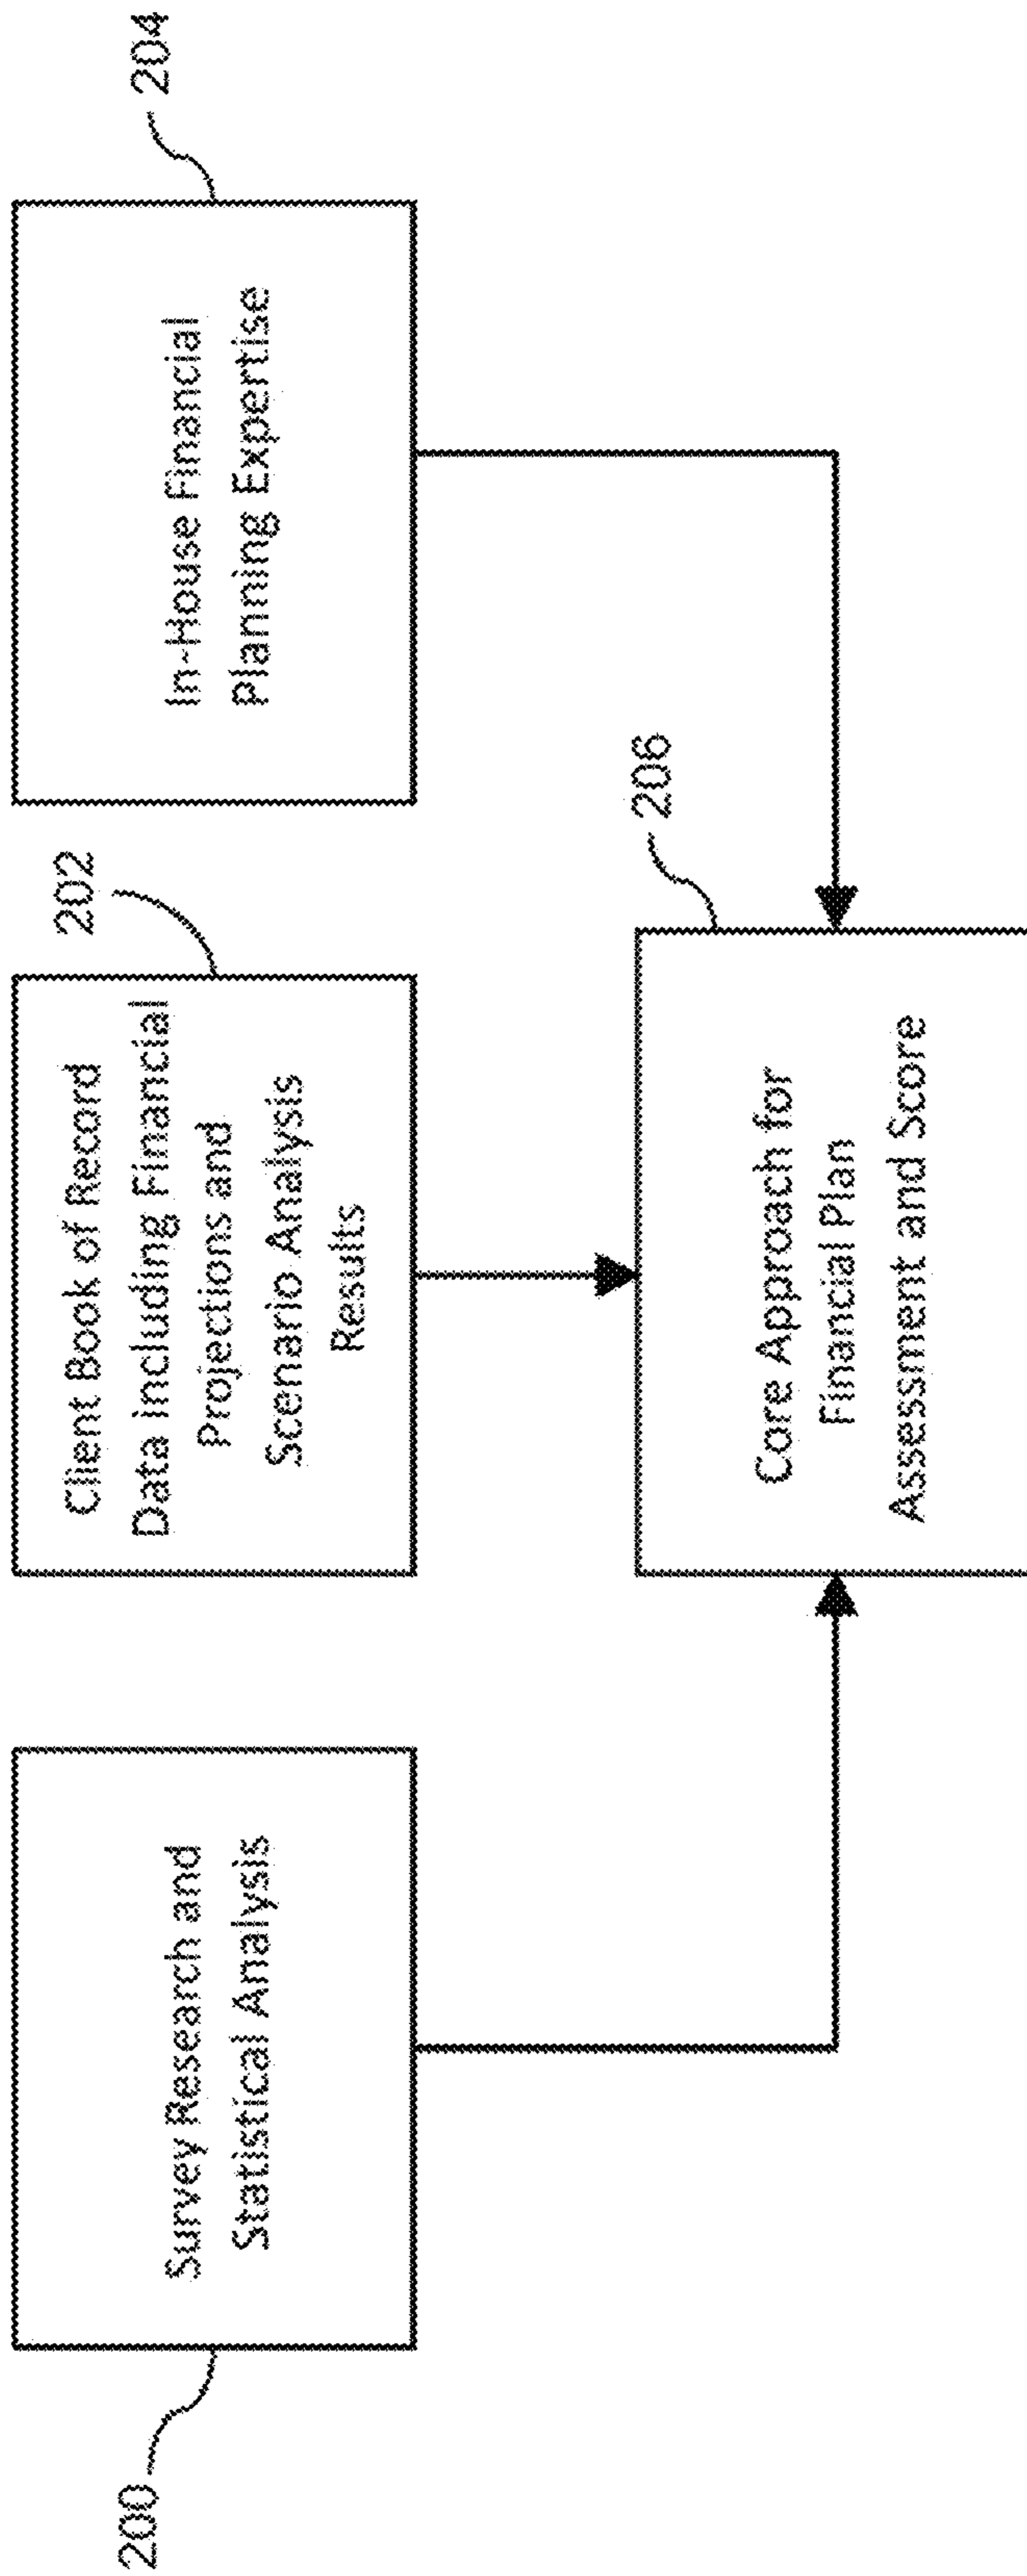 200
Survey Research and
Statistical Analysis
202
Client Book of Record
Data Including Financial
Projections and
Scenario Analysis
Results
204
In-House Financial
Planning Expertise
206
Core Approach for
Financial Plan
Assessment and Score